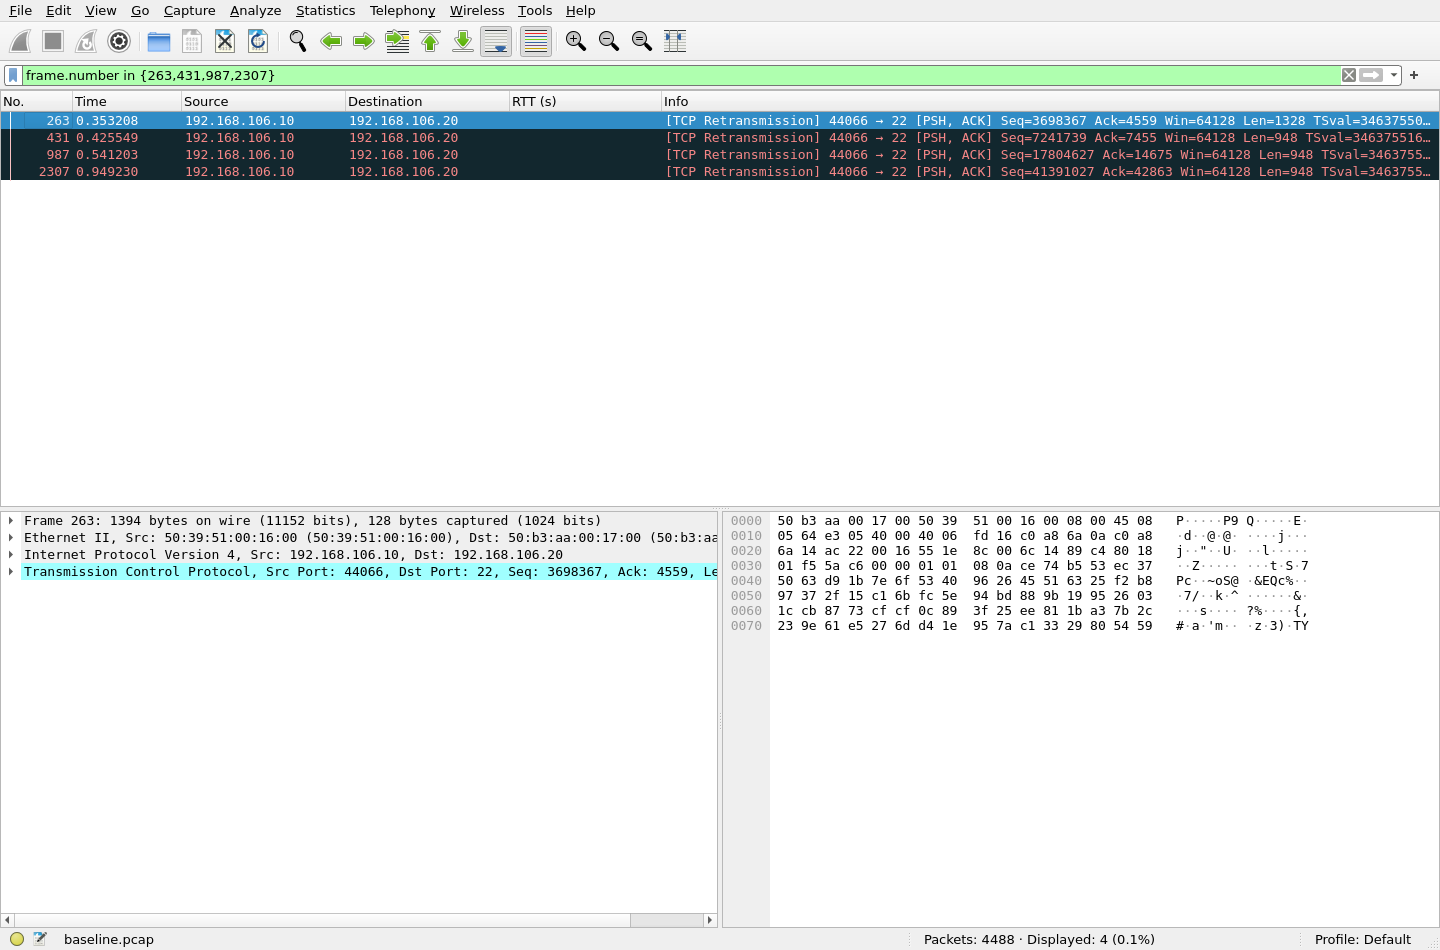 File Edit View Go Capture Analyze Statistics Telephony Wireless Tools Help
frame.number in {263,431,987,2307}
No. Time Source Destination RTT (s) Info
263 0.353208 192.168.106.10 192.168.106.20 [TCP Retransmission] 44066 → 22 [PSH, ACK] Seq=3698367 Ack=4559 Win=64128 Len=1328 TSval=34637550…
431 0.425549 192.168.106.10 192.168.106.20 [TCP Retransmission] 44066 → 22 [PSH, ACK] Seq=7241739 Ack=7455 Win=64128 Len=948 TSval=346375516…
987 0.541203 192.168.106.10 192.168.106.20 [TCP Retransmission] 44066 → 22 [PSH, ACK] Seq=17804627 Ack=14675 Win=64128 Len=948 TSval=3463755…
2307 0.949230 192.168.106.10 192.168.106.20 [TCP Retransmission] 44066 → 22 [PSH, ACK] Seq=41391027 Ack=42863 Win=64128 Len=948 TSval=3463755…
Frame 263: 1394 bytes on wire (11152 bits), 128 bytes captured (1024 bits)
Ethernet II, Src: 50:39:51:00:16:00 (50:39:51:00:16:00), Dst: 50:b3:aa:00:17:00 (50:b3:aa
Internet Protocol Version 4, Src: 192.168.106.10, Dst: 192.168.106.20
Transmission Control Protocol, Src Port: 44066, Dst Port: 22, Seq: 3698367, Ack: 4559, Le
0000 50 b3 aa 00 17 00 50 39 51 00 16 00 08 00 45 08 P·····P9 Q·····E·
0010 05 64 e3 05 40 00 40 06 fd 16 c0 a8 6a 0a c0 a8 ·d··@·@· ····j···
0020 6a 14 ac 22 00 16 55 1e 8c 00 6c 14 89 c4 80 18 j··"··U· ··l·····
0030 01 f5 5a c6 00 00 01 01 08 0a ce 74 b5 53 ec 37 ··Z····· ···t·S·7
0040 50 63 d9 1b 7e 6f 53 40 96 26 45 51 63 25 f2 b8 Pc··~oS@ ·&EQc%··
0050 97 37 2f 15 c1 6b fc 5e 94 bd 88 9b 19 95 26 03 ·7/··k·^ ······&·
0060 1c cb 87 73 cf cf 0c 89 3f 25 ee 81 1b a3 7b 2c ···s···· ?%····{,
0070 23 9e 61 e5 27 6d d4 1e 95 7a c1 33 29 80 54 59 #·a·'m·· ·z·3)·TY
baseline.pcap Packets: 4488 · Displayed: 4 (0.1%) Profile: Default